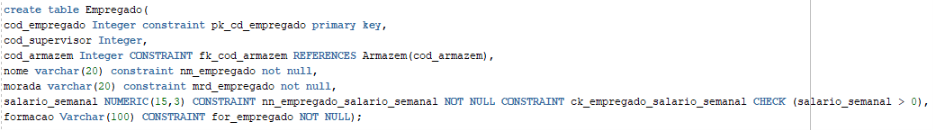 create table Empregado(
cod_empregado Integer constraint pk_cd_empregado primary key,
cod_supervisor Integer,
cod_armazem Integer CONSTRAINT fk_cod_armazem REFERENCES Armazem(cod_armazem),
nome varchar(20) constraint nm_empregado not null,
morada varchar(20) constraint mrd_empregado not null,
salario_semanal NUMERIC(15,3) CONSTRAINT nn_empregado_salario_semanal NOT NULL CONSTRAINT ck_empregado_salario_semanal CHECK (salario_semanal > 0),
formacao Varchar(100) CONSTRAINT for_empregado NOT NULL);